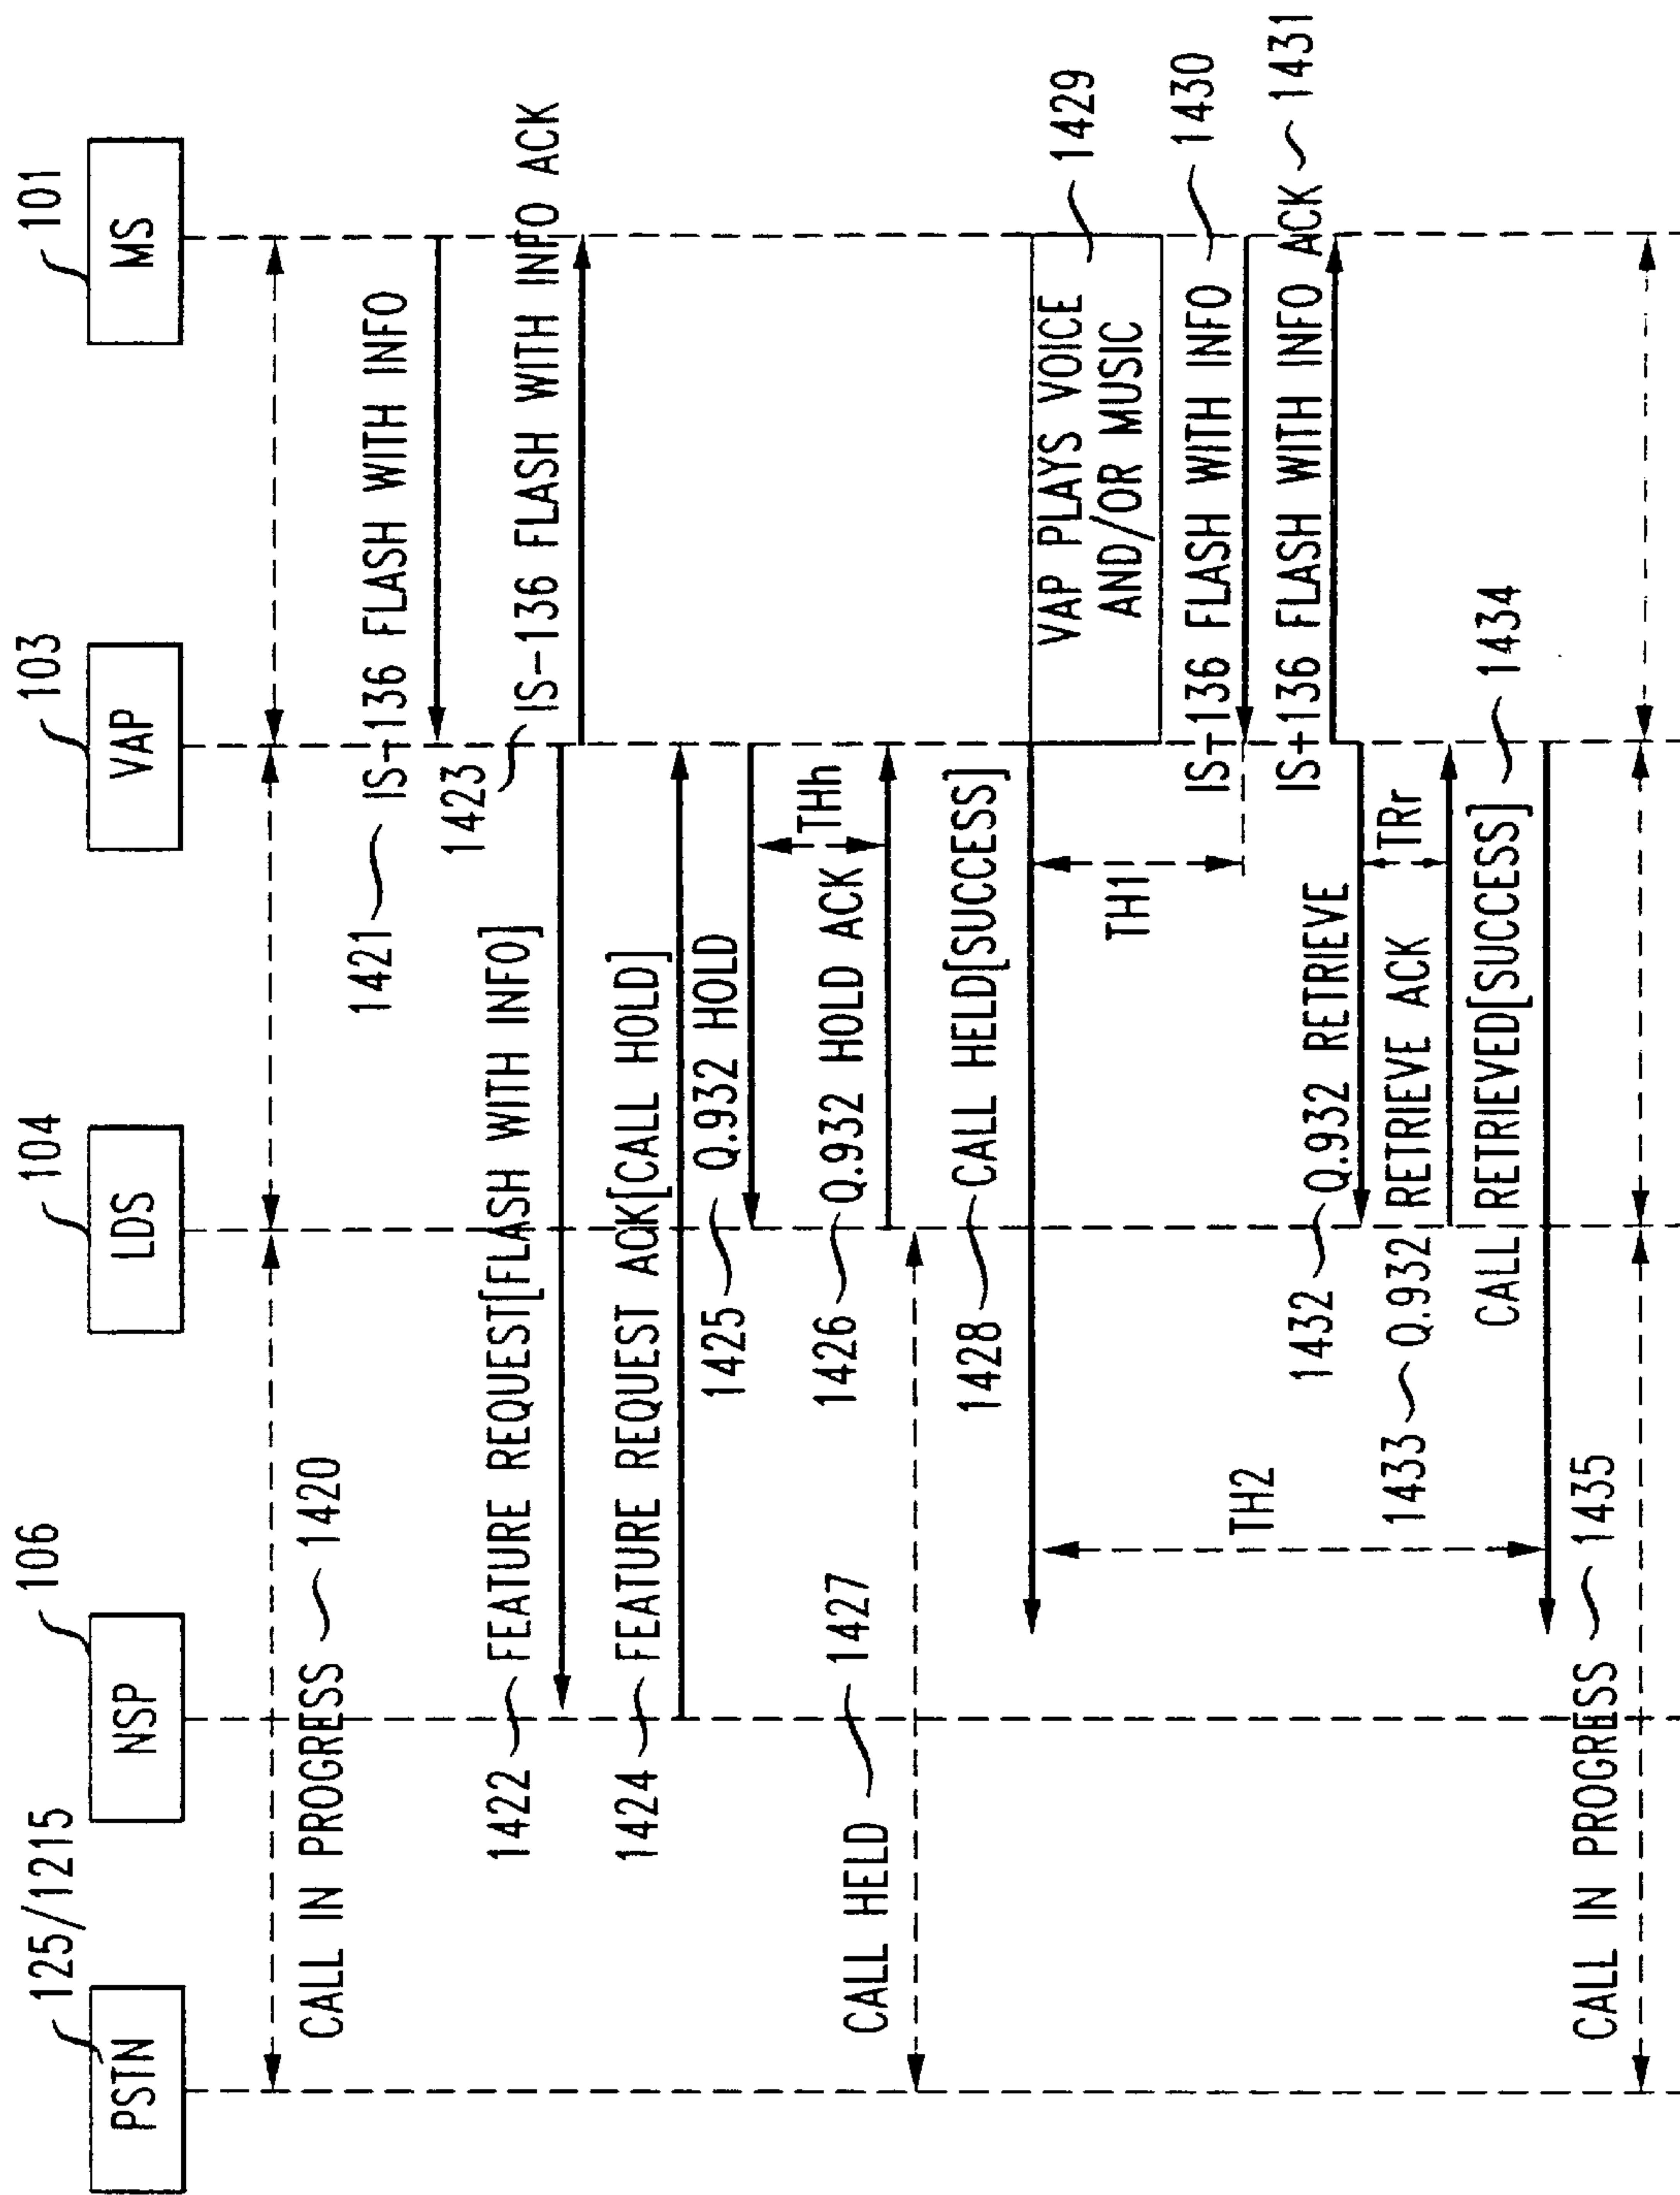 PSTN
125/1215
NSP
106
LDS
104
VAP
103
MS
101
CALL IN PROGRESS 1420
1421 IS-136 FLASH WITH INFO
1422 FEATURE REQUEST[FLASH WITH INFO]
1423 IS-136 FLASH WITH INFO ACK
1424 FEATURE REQUEST ACK[CALL HOLD]
1425 Q.932 HOLD
THh
1426 Q.932 HOLD ACK
CALL HELD 1427
1428 CALL HELD[SUCCESS]
VAP PLAYS VOICE
AND/OR MUSIC
1429
TH1
IS-136 FLASH WITH INFO 1430
IS-136 FLASH WITH INFO ACK 1431
TH2
1432 Q.932 RETRIEVE
TRr
1433 Q.932 RETRIEVE ACK
CALL RETRIEVED[SUCCESS] 1434
CALL IN PROGRESS 1435